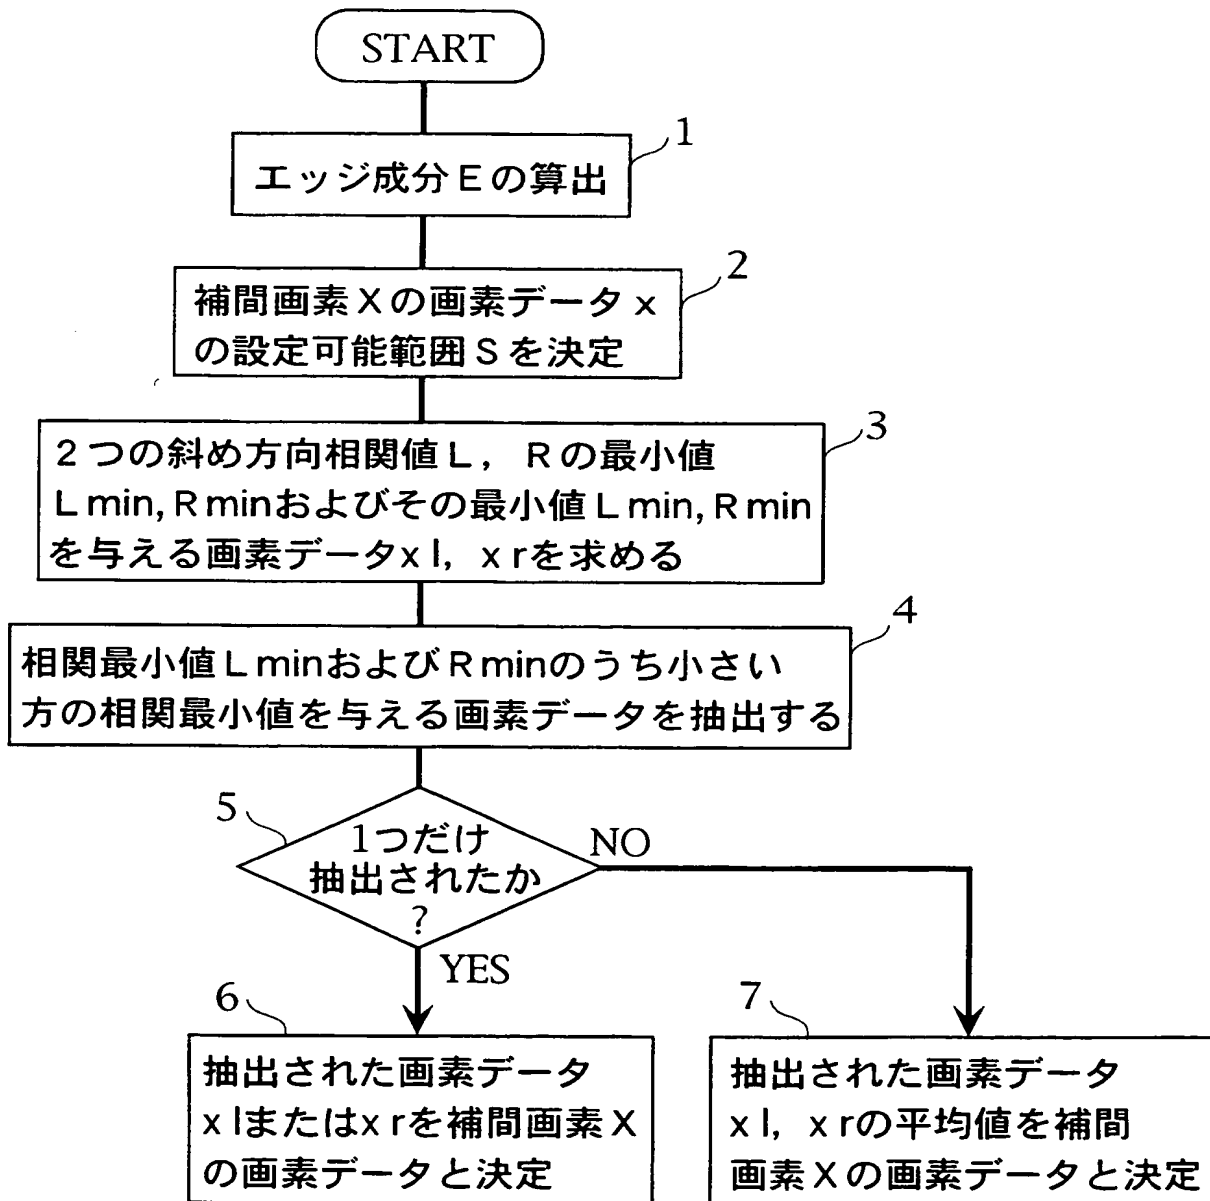 START
1
エッジ成分Eの算出
2
補間画素Xの画素データx
の設定可能範囲Sを決定
3
2つの斜め方向相関値L, Rの最小値
Lmin,Rminおよびその最小値Lmin,Rmin
を与える画素データxl, xrを求める
4
相関最小値LminおよびRminのうち小さい
方の相関最小値を与える画素データを抽出する
5
1つだけ
抽出されたか
?
NO
YES
6
抽出された画素データ
xlまたはxrを補間画素X
の画素データと決定
7
抽出された画素データ
xl, xrの平均値を補間
画素Xの画素データと決定